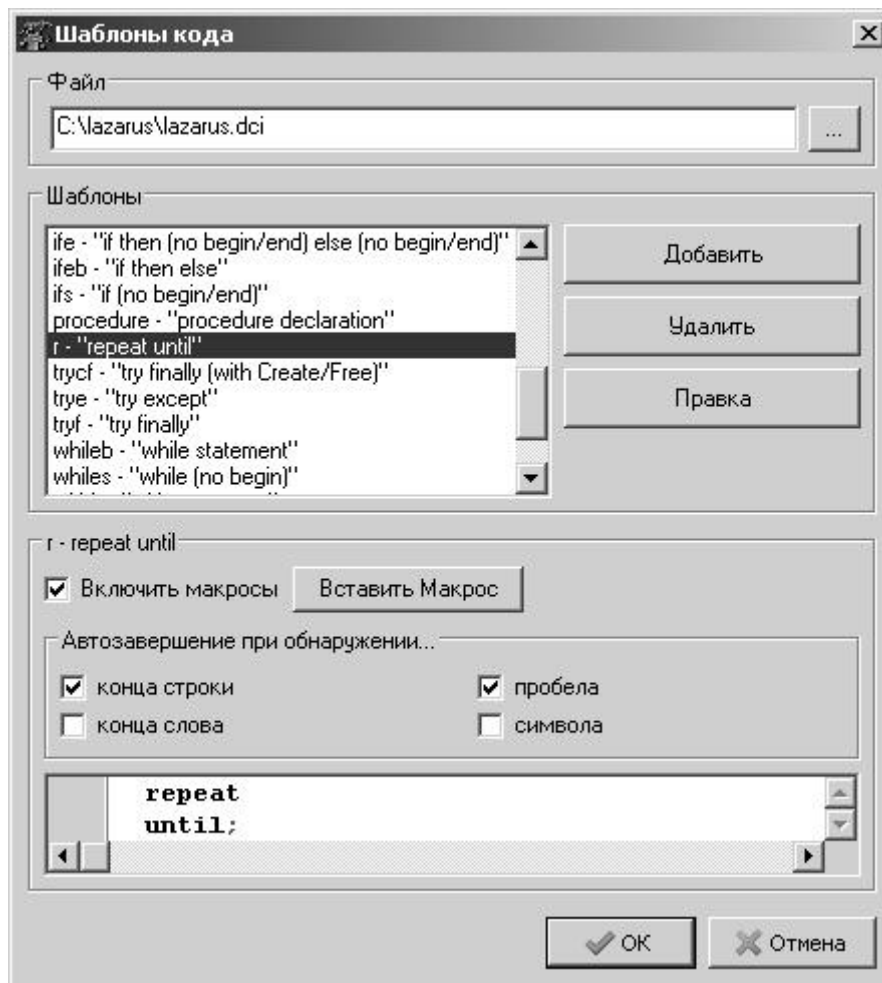 Шаблоны кода
Файл
C:\lazarus\lazarus.dci
...
Шаблоны
ife - "if then (no begin/end) else (no begin/end)"
ifeb - "if then else"
ifs - "if (no begin/end)"
procedure - "procedure declaration"
r - "repeat until"
trycf - "try finally (with Create/Free)"
trye - "try except"
tryf - "try finally"
whileb - "while statement"
whiles - "while (no begin)"
Добавить
Удалить
Правка
r - repeat until
Включить макросы
Вставить Макрос
Автозавершение при обнаружении...
конца строки
пробела
конца слова
символа
repeat
until;
OK
Отмена